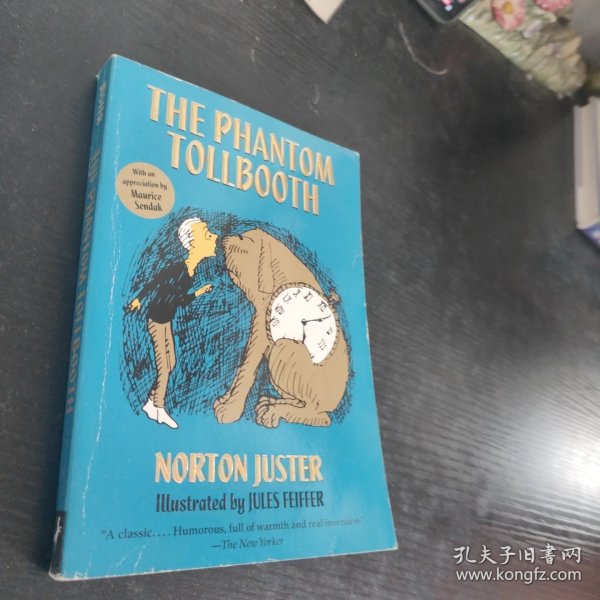 THE PHANTOM
TOLLBOOTH
With an
appreciation by
Maurice
Sendak
NORTON JUSTER
Illustrated by JULES FEIFFER
"A classic.... Humorous, full of warmth and real invention."
—The New Yorker
孔夫子旧书网
www.kongfz.com